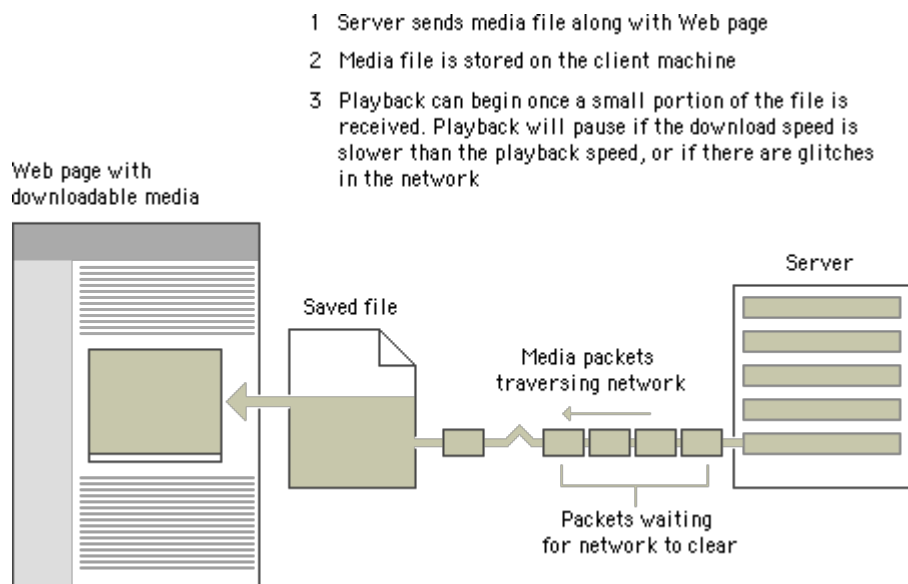 1 Server sends media file along with Web page
2 Media file is stored on the client machine
3 Playback can begin once a small portion of the file is
received. Playback will pause if the download speed is
slower than the playback speed, or if there are glitches
in the network
Web page with
downloadable media
Saved file
Media packets
traversing network
Server
Packets waiting
for network to clear